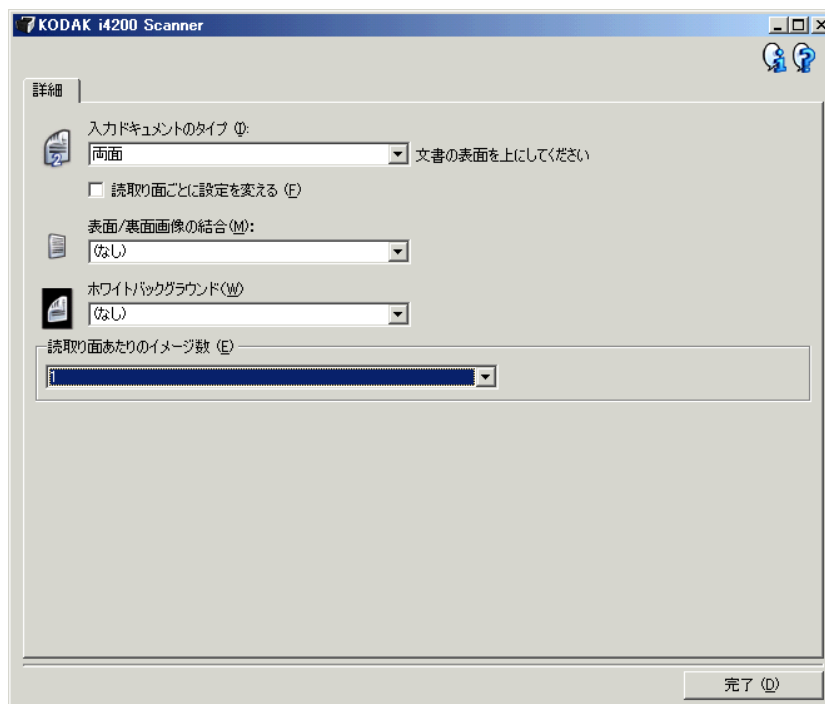 KODAK i4200 Scanner
詳細
入力ドキュメントのタイプ (I):
両面
文書の表面を上にしてください
読取り面ごとに設定を変える (F)
表面/裏面画像の結合(M):
(なし)
ホワイトバックグラウンド(W)
(なし)
読取り面あたりのイメージ数 (E)
1
完了 (D)